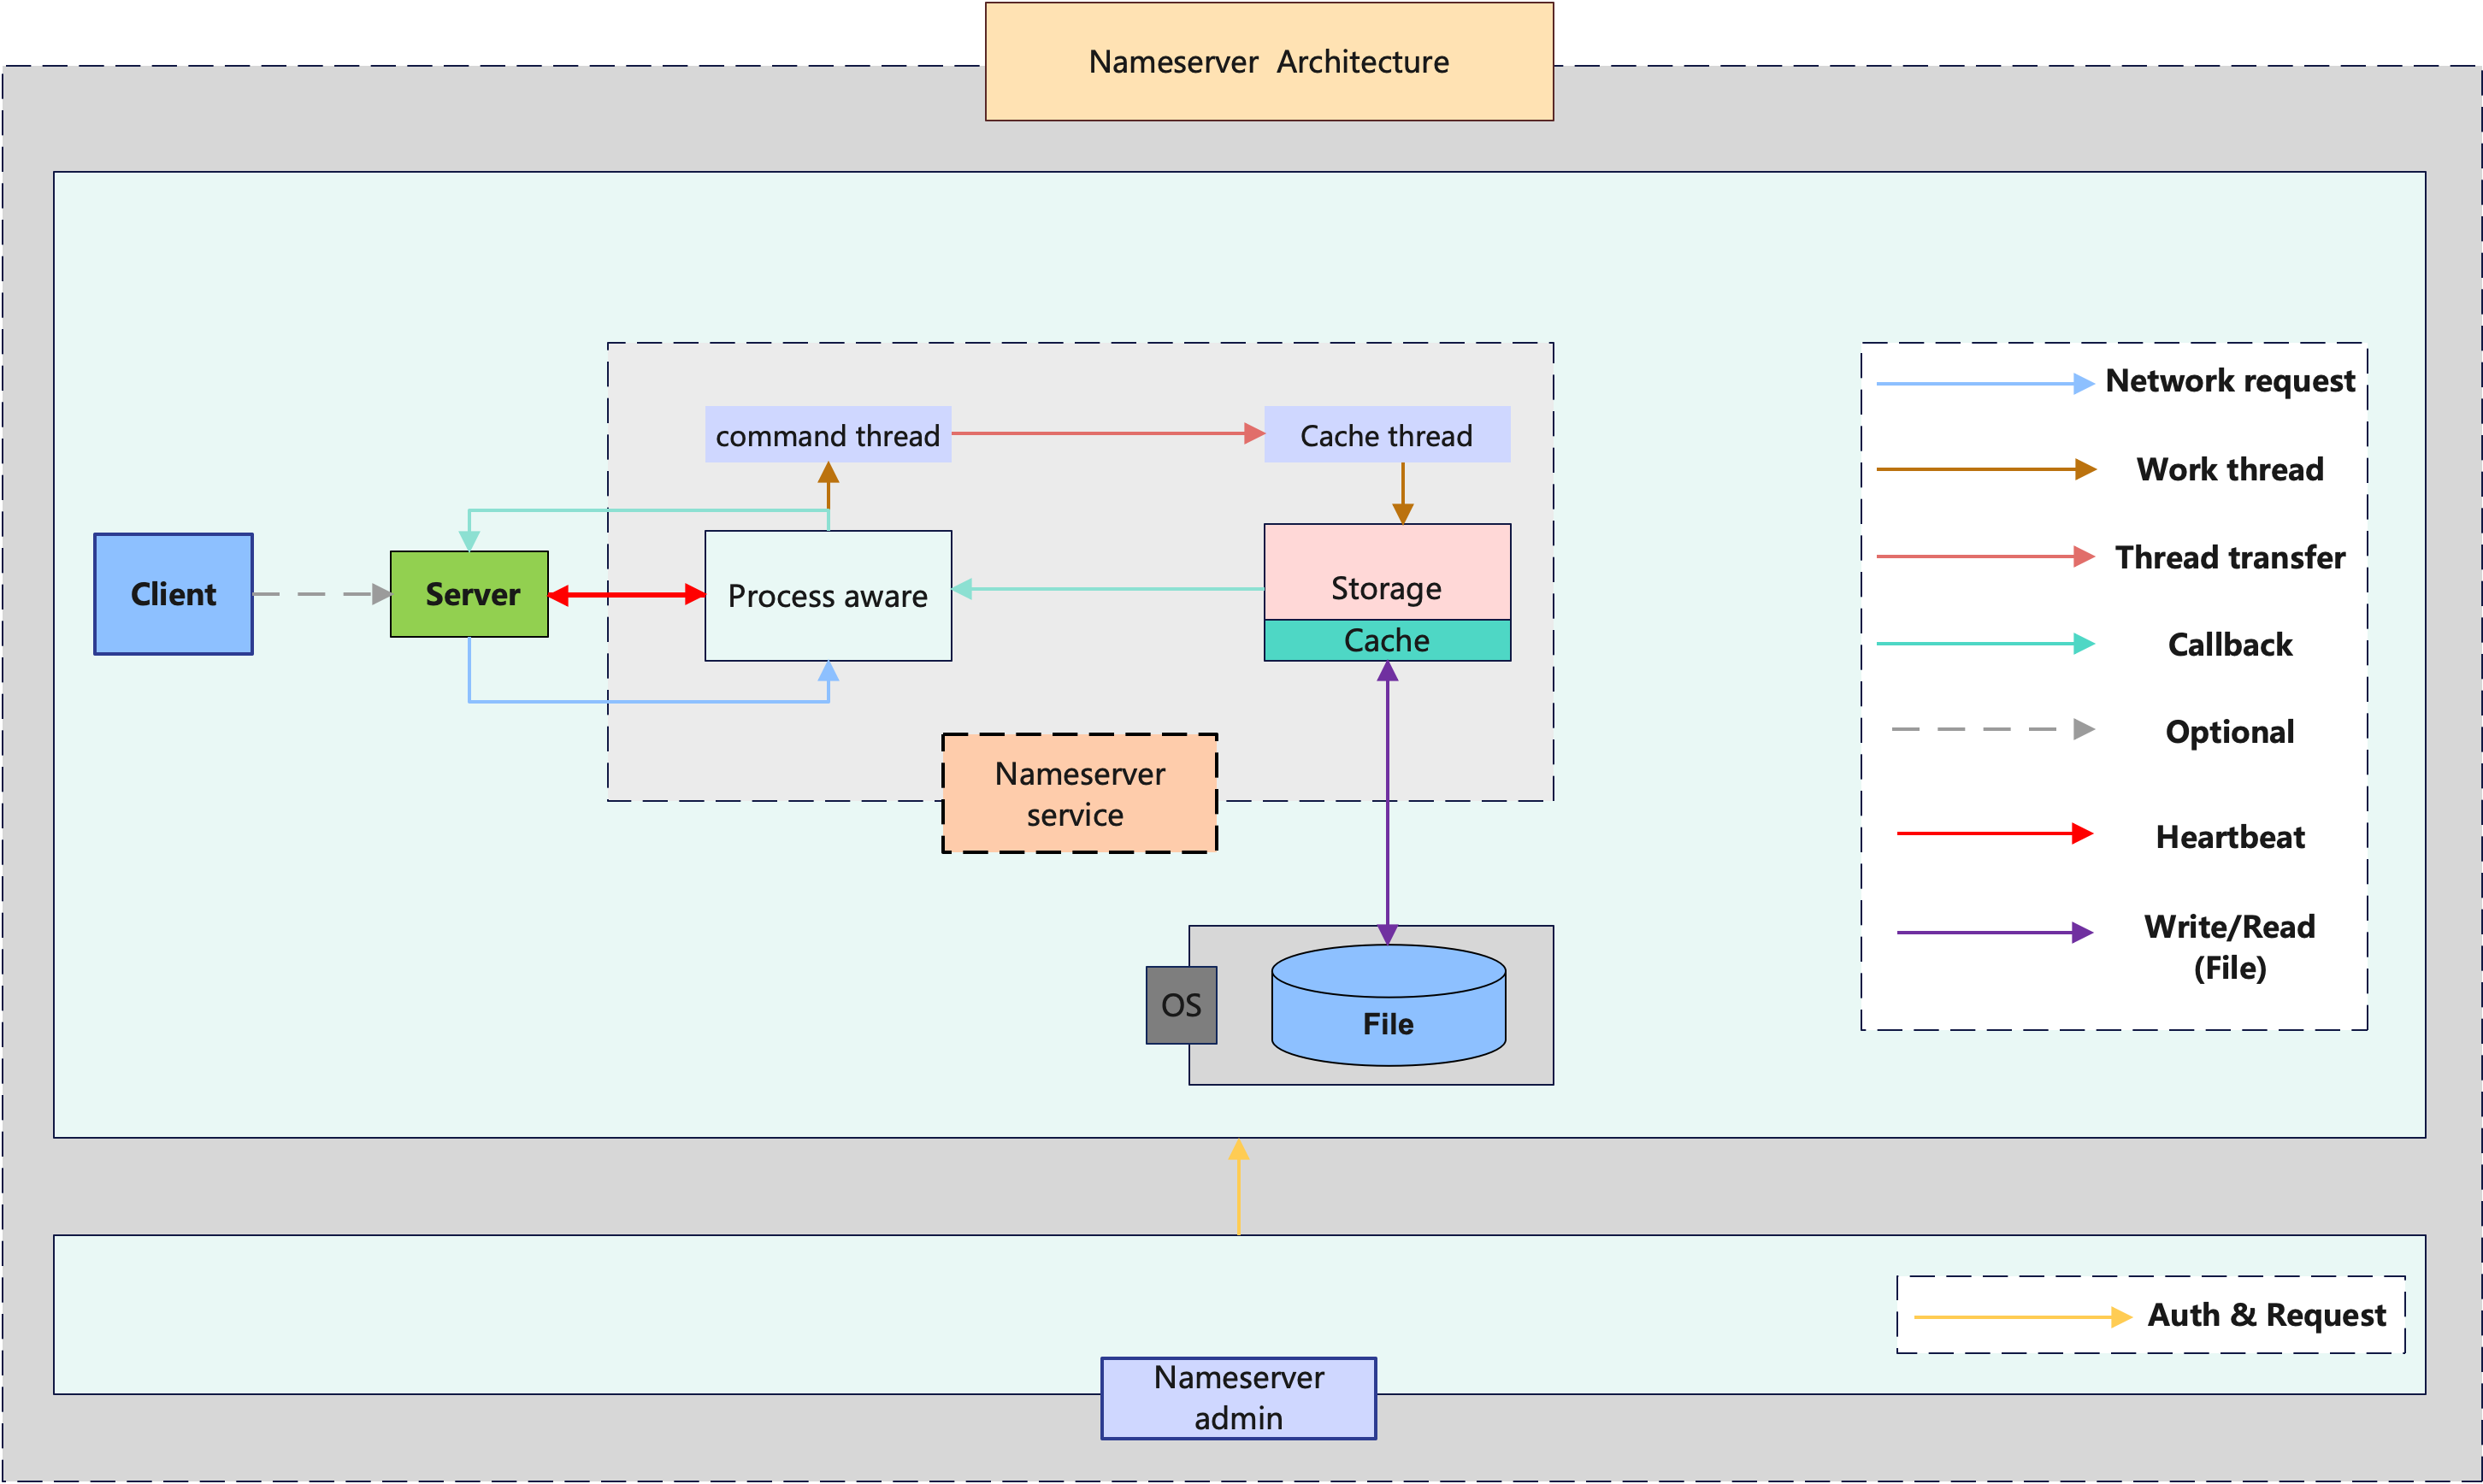 Nameserver Architecture
command thread
Cache thread
Client
Server
Process aware
Storage
Cache
Nameserver
service
OS
File
Network request
Work thread
Thread transfer
Callback
Optional
Heartbeat
Write/Read
(File)
Auth & Request
Nameserver
admin